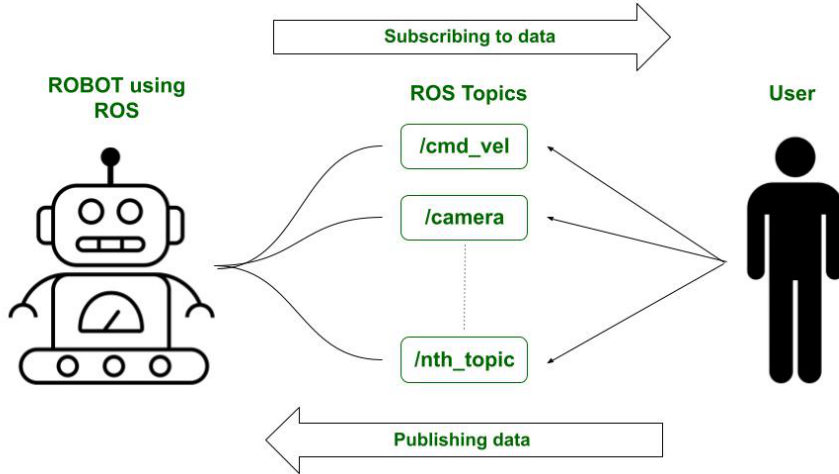 Subscribing to data
ROBOT using
ROS
ROS Topics
User
/cmd_vel
/camera
/nth_topic
Publishing data